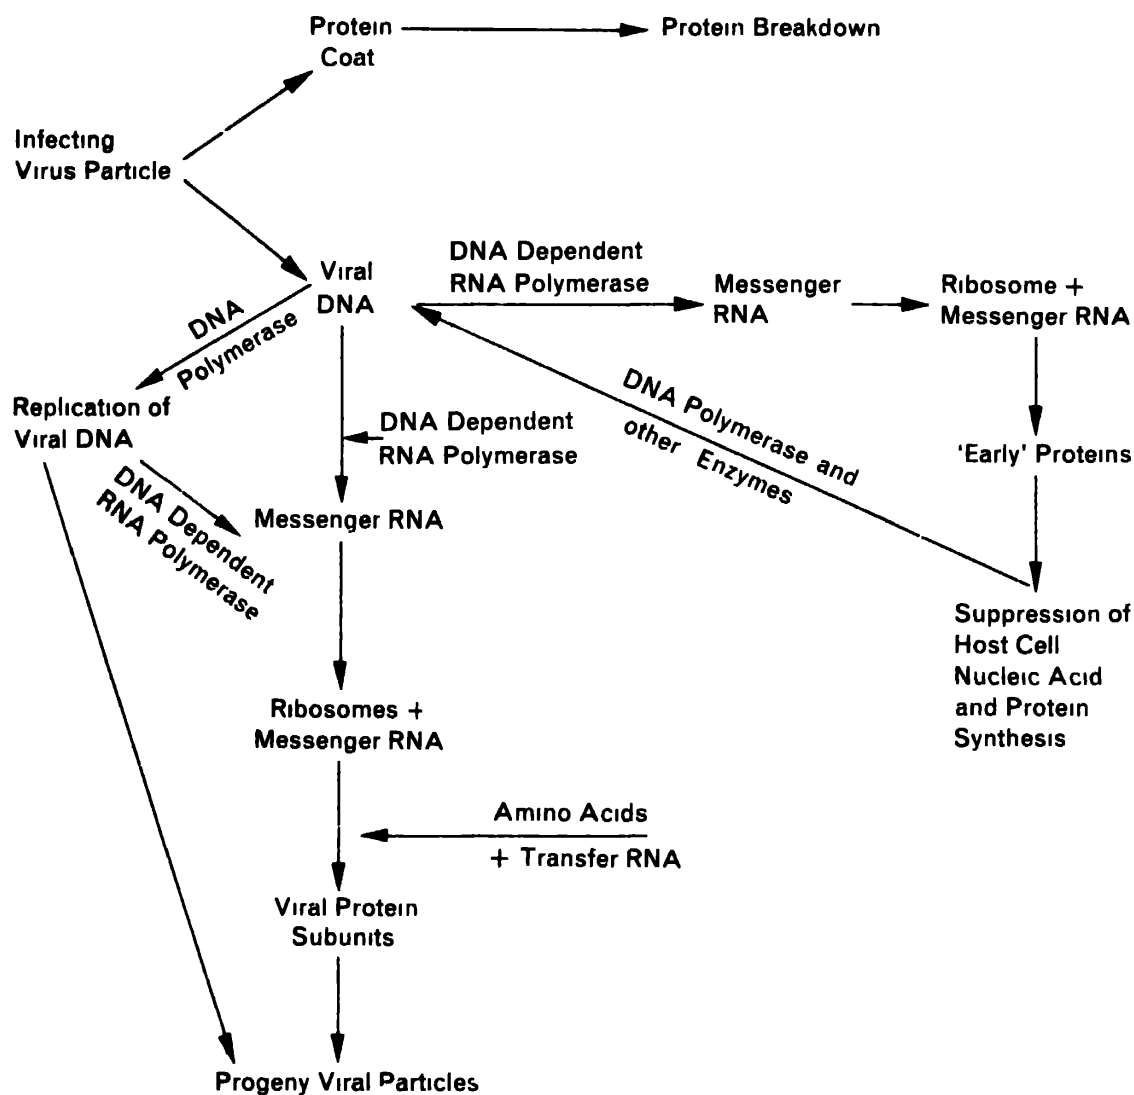 Protein
Coat
Protein Breakdown
Infecting
Virus Particle
Viral
DNA
DNA Dependent
RNA Polymerase
Messenger
RNA
Ribosome +
Messenger RNA
DNA
Polymerase
Replication of
Viral DNA
DNA Dependent
RNA Polymerase
DNA Polymerase and
other Enzymes
'Early' Proteins
DNA Dependent
RNA Polymerase
Messenger RNA
Suppression of
Host Cell
Nucleic Acid
and Protein
Synthesis
Ribosomes +
Messenger RNA
Amino Acids
+ Transfer RNA
Viral Protein
Subunits
Progeny Viral Particles